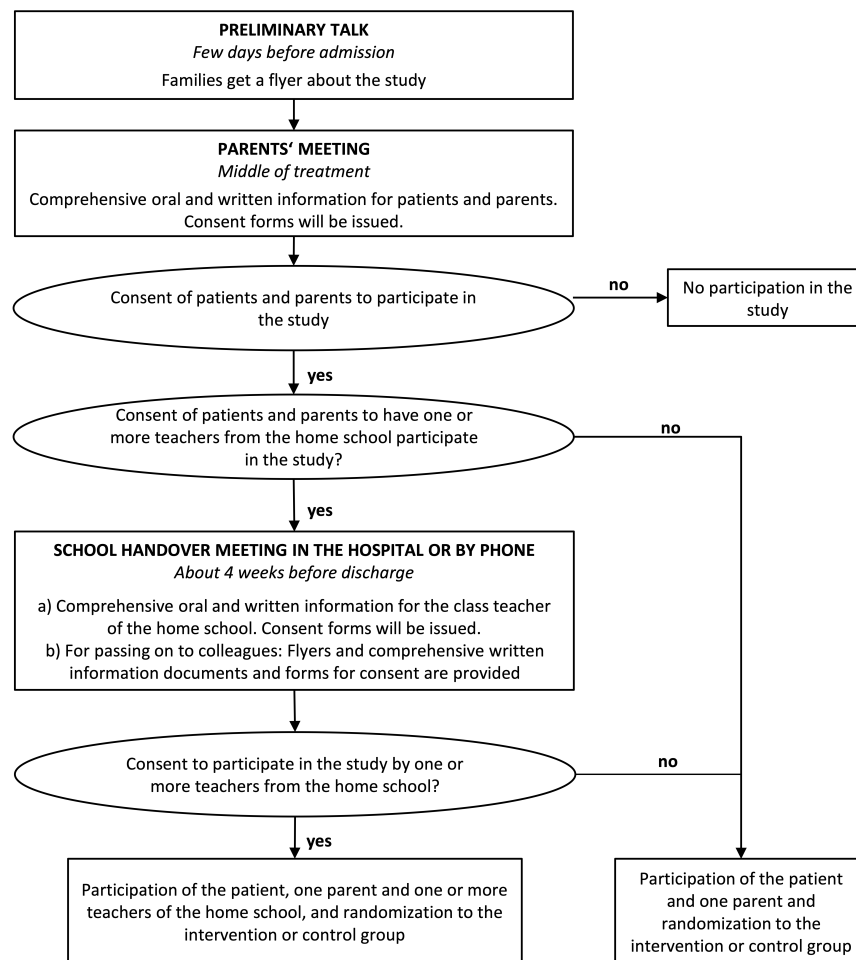 PRELIMINARY TALK
Few days before admission
Families get a flyer about the study
PARENTS‘ MEETING
Middle of treatment
Comprehensive oral and written information for patients and parents.
Consent forms will be issued.
Consent of patients and parents to participate in
the study
no
No participation in the
study
yes
Consent of patients and parents to have one or
more teachers from the home school participate
in the study?
no
yes
SCHOOL HANDOVER MEETING IN THE HOSPITAL OR BY PHONE
About 4 weeks before discharge
a) Comprehensive oral and written information for the class teacher
of the home school. Consent forms will be issued.
b) For passing on to colleagues: Flyers and comprehensive written
information documents and forms for consent are provided
Consent to participate in the study by one or
more teachers from the home school?
no
yes
Participation of the patient, one parent and one or more
teachers of the home school, and randomization to the
intervention or control group
Participation of the patient
and one parent and
randomization to the
intervention or control group